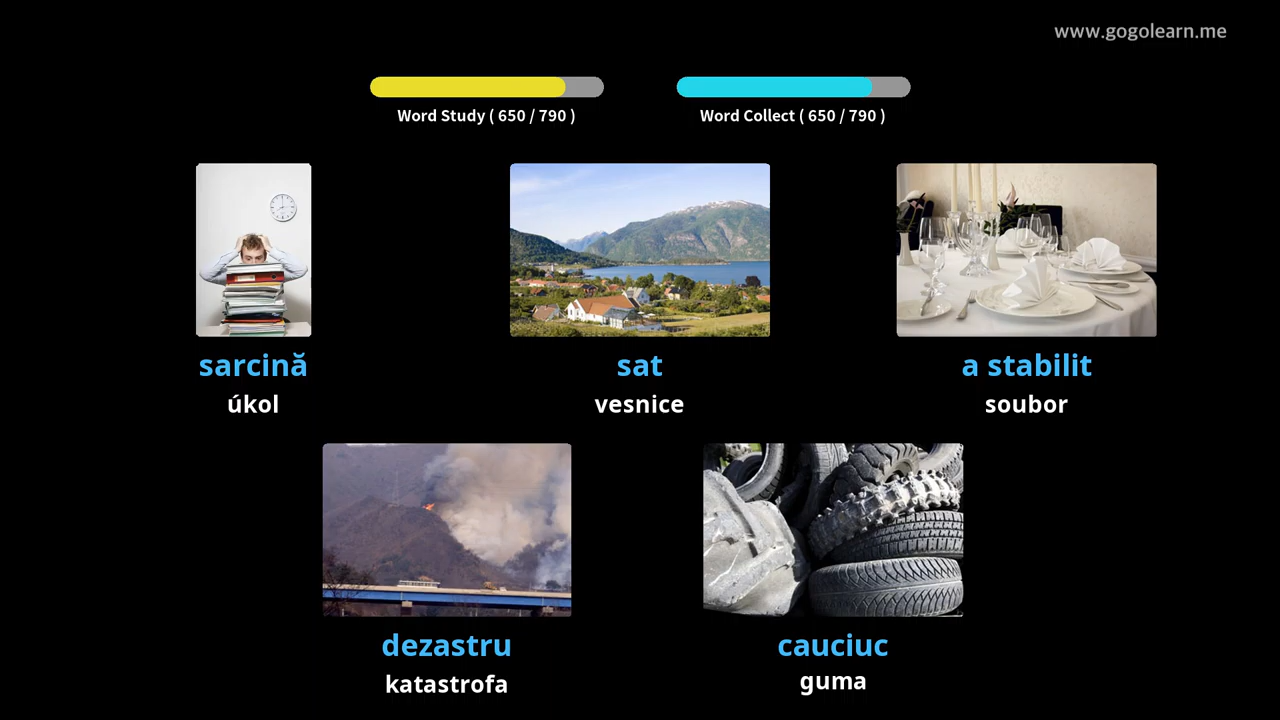 www.gogolearn.me
Word Study ( 650 / 790 )
Word Collect ( 650 / 790 )
sarcină
úkol
sat
vesnice
a stabilit
soubor
dezastru
katastrofa
cauciuc
guma